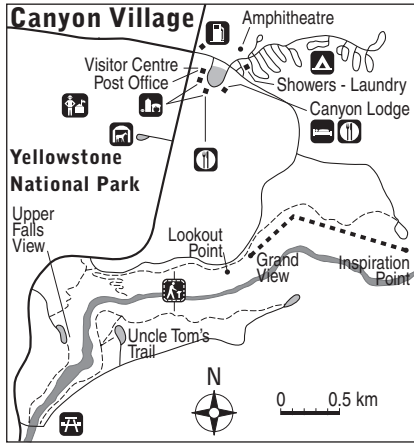 Canyon Village
Amphitheatre
Visitor Centre
Post Office
Showers - Laundry
Canyon Lodge
Yellowstone
National Park
Upper
Falls
View
Lookout
Point
Grand
View
Inspiration
Point
Uncle Tom's
Trail
N
0 0.5 km